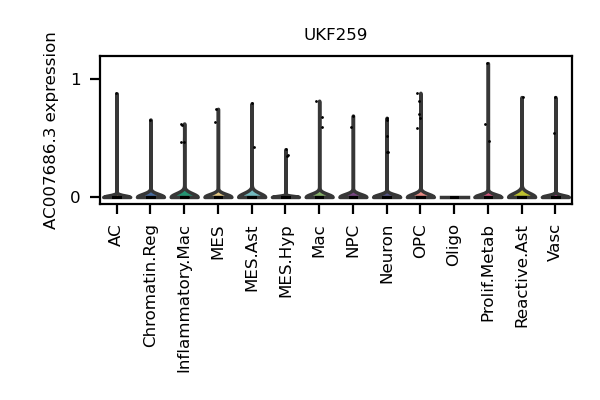 UKF259
AC007686.3 expression
1
0
AC
Chromatin.Reg
Inflammatory.Mac
MES
MES.Ast
MES.Hyp
Mac
NPC
Neuron
OPC
Oligo
Prolif.Metab
Reactive.Ast
Vasc